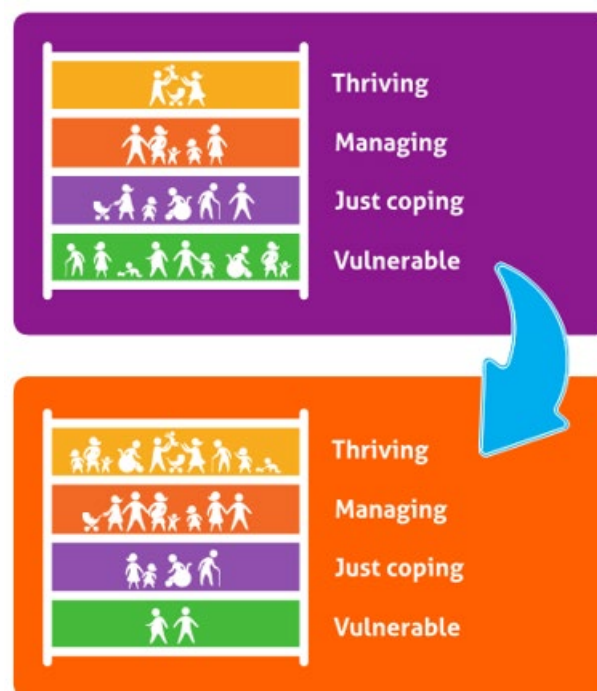 Thriving
Managing
Just coping
Vulnerable
Thriving
Managing
Just coping
Vulnerable